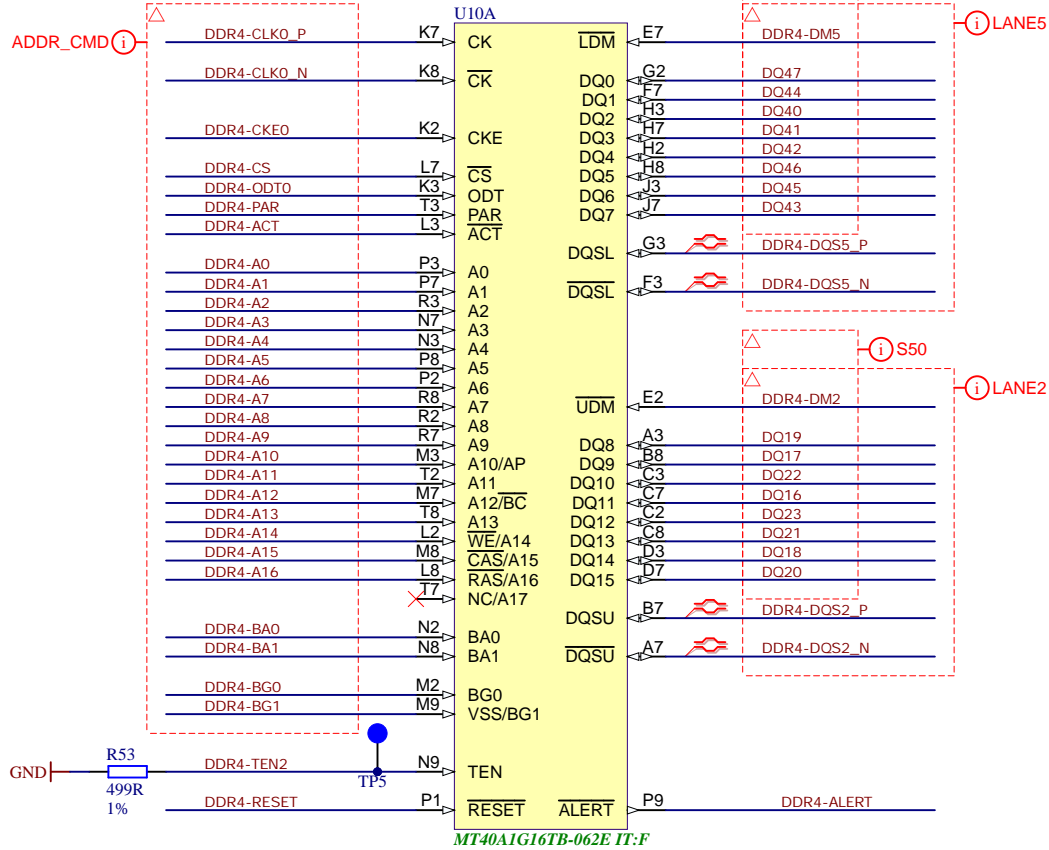 U10A
ADDR_CMD i
DDR4-CLK0_P K7 CK
DDR4-CLK0_N K8 CK
DDR4-CKE0 K2 CKE
DDR4-CS L7 CS
DDR4-ODT0 K3 ODT
DDR4-PAR T3 PAR
DDR4-ACT L3 ACT
DDR4-A0 P3 A0
DDR4-A1 P7 A1
DDR4-A2 R3 A2
DDR4-A3 N7 A3
DDR4-A4 N3 A4
DDR4-A5 P8 A5
DDR4-A6 P2 A6
DDR4-A7 R8 A7
DDR4-A8 R2 A8
DDR4-A9 R7 A9
DDR4-A10 M3 A10/AP
DDR4-A11 T2 A11
DDR4-A12 M7 A12/BC
DDR4-A13 T8 A13
DDR4-A14 L2 WE/A14
DDR4-A15 M8 CAS/A15
DDR4-A16 L8 RAS/A16
T7 NC/A17
DDR4-BA0 N2 BA0
DDR4-BA1 N8 BA1
DDR4-BG0 M2 BG0
DDR4-BG1 M9 VSS/BG1
R53
GND DDR4-TEN2 N9 TEN
499R
1%
TP5
DDR4-RESET P1 RESET
i LANE5
LDM E7 DDR4-DM5
DQ0 G2 DQ47
DQ1 F7 DQ44
DQ2 H3 DQ40
DQ3 H7 DQ41
DQ4 H2 DQ42
DQ5 H8 DQ46
DQ6 J3 DQ45
DQ7 J7 DQ43
DQSL G3 DDR4-DQS5_P
DQSL F3 DDR4-DQS5_N
i S50
i LANE2
UDM E2 DDR4-DM2
DQ8 A3 DQ19
DQ9 B8 DQ17
DQ10 C3 DQ22
DQ11 C7 DQ16
DQ12 C2 DQ23
DQ13 C8 DQ21
DQ14 D3 DQ18
DQ15 D7 DQ20
DQSU B7 DDR4-DQS2_P
DQSU A7 DDR4-DQS2_N
ALERT P9 DDR4-ALERT
MT40A1G16TB-062E IT:F